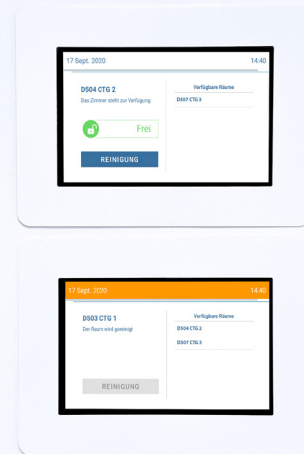 17 Sept. 2020 14:40
D504 CTG 2
Das Zimmer steht zur Verfügung
Frei
REINIGUNG
Verfügbare Räume
D507 CTG 3
17 Sept. 2020 14:40
D503 CTG 1
Der Raum wird gereinigt
REINIGUNG
Verfügbare Räume
D504 CTG 2
D507 CTG 3